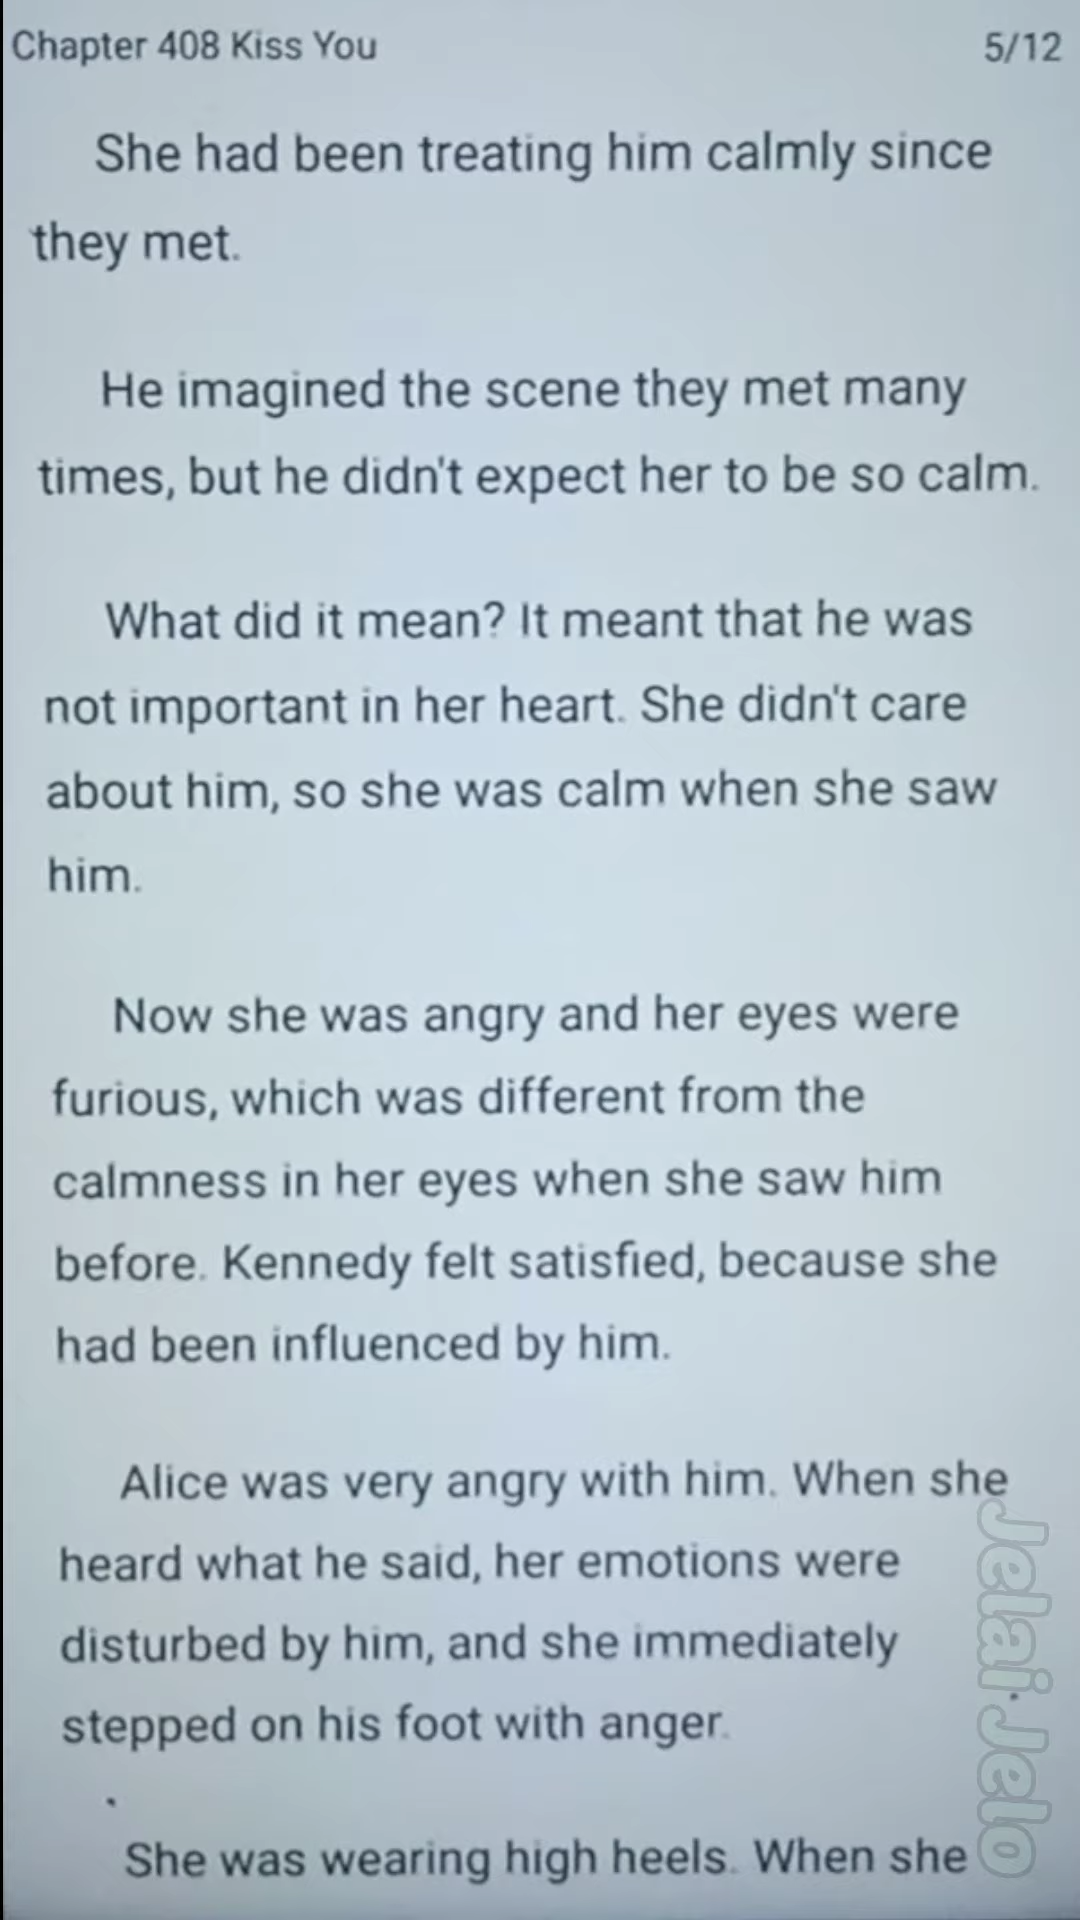 Chapter 408 Kiss You
5/12
She had been treating him calmly since
they met.
He imagined the scene they met many
times, but he didn't expect her to be so calm.
What did it mean? It meant that he was
not important in her heart. She didn't care
about him, so she was calm when she saw
him.
Now she was angry and her eyes were
furious, which was different from the
calmness in her eyes when she saw him
before. Kennedy felt satisfied, because she
had been influenced by him.
Alice was very angry with him. When she
heard what he said, her emotions were
disturbed by him, and she immediately
stepped on his foot with anger.
She was wearing high heels. When she
Jelai Jelo